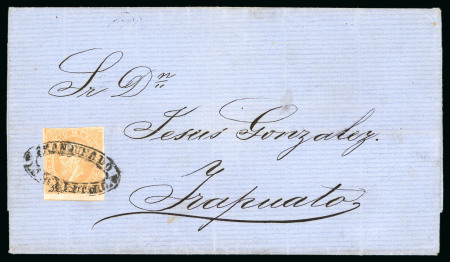 Sr. Dn
Jesus Gonzalez.
Irapuato